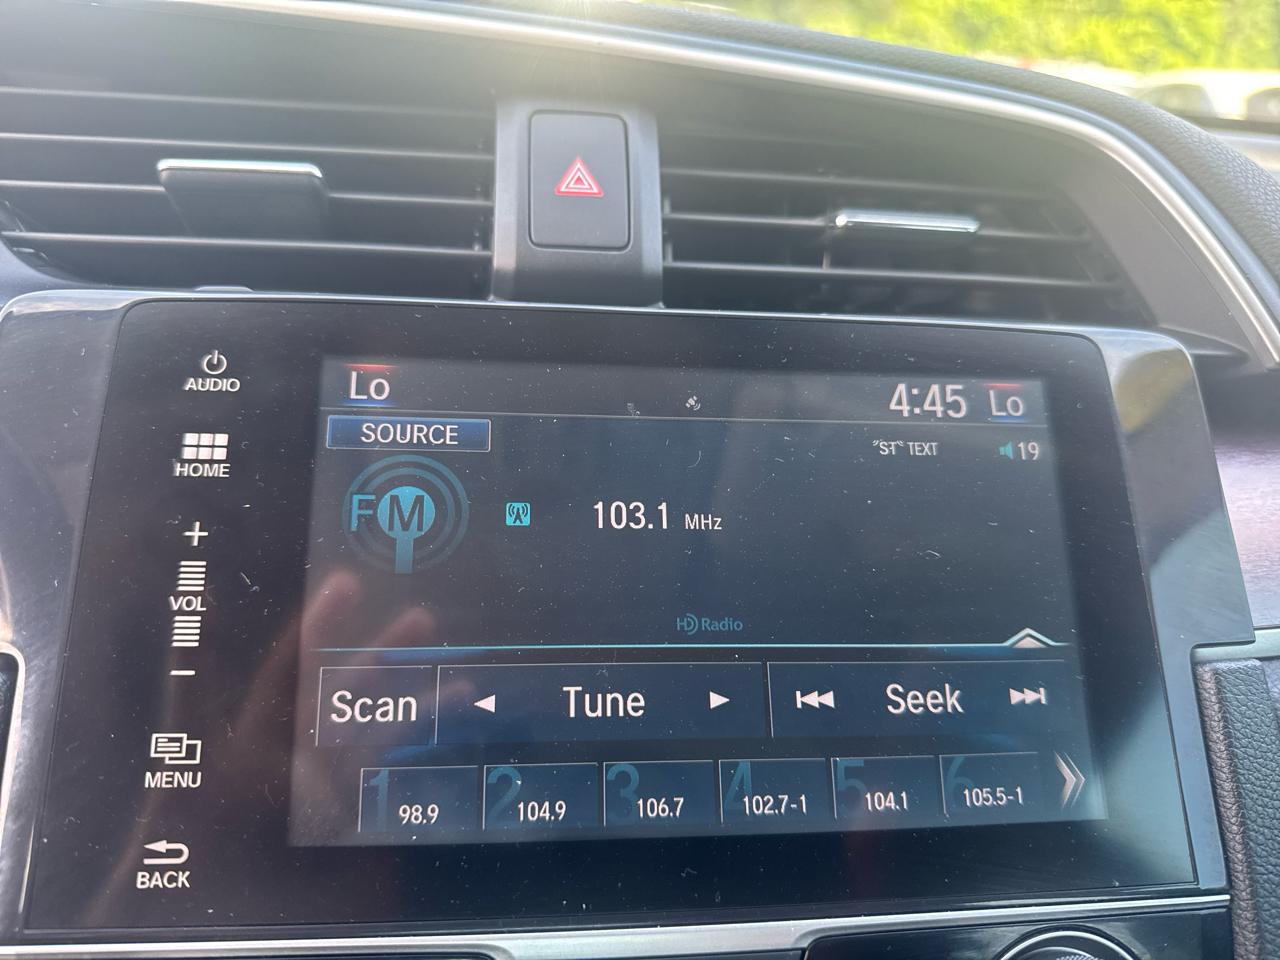 AUDIO
HOME
+
VOL
−
MENU
BACK
Lo
4:45 Lo
SOURCE
"ST" TEXT
19
FM
103.1 MHz
HD Radio
Scan
Tune
Seek
1 98.9
2 104.9
3 106.7
4 102.7-1
5 104.1
6 105.5-1